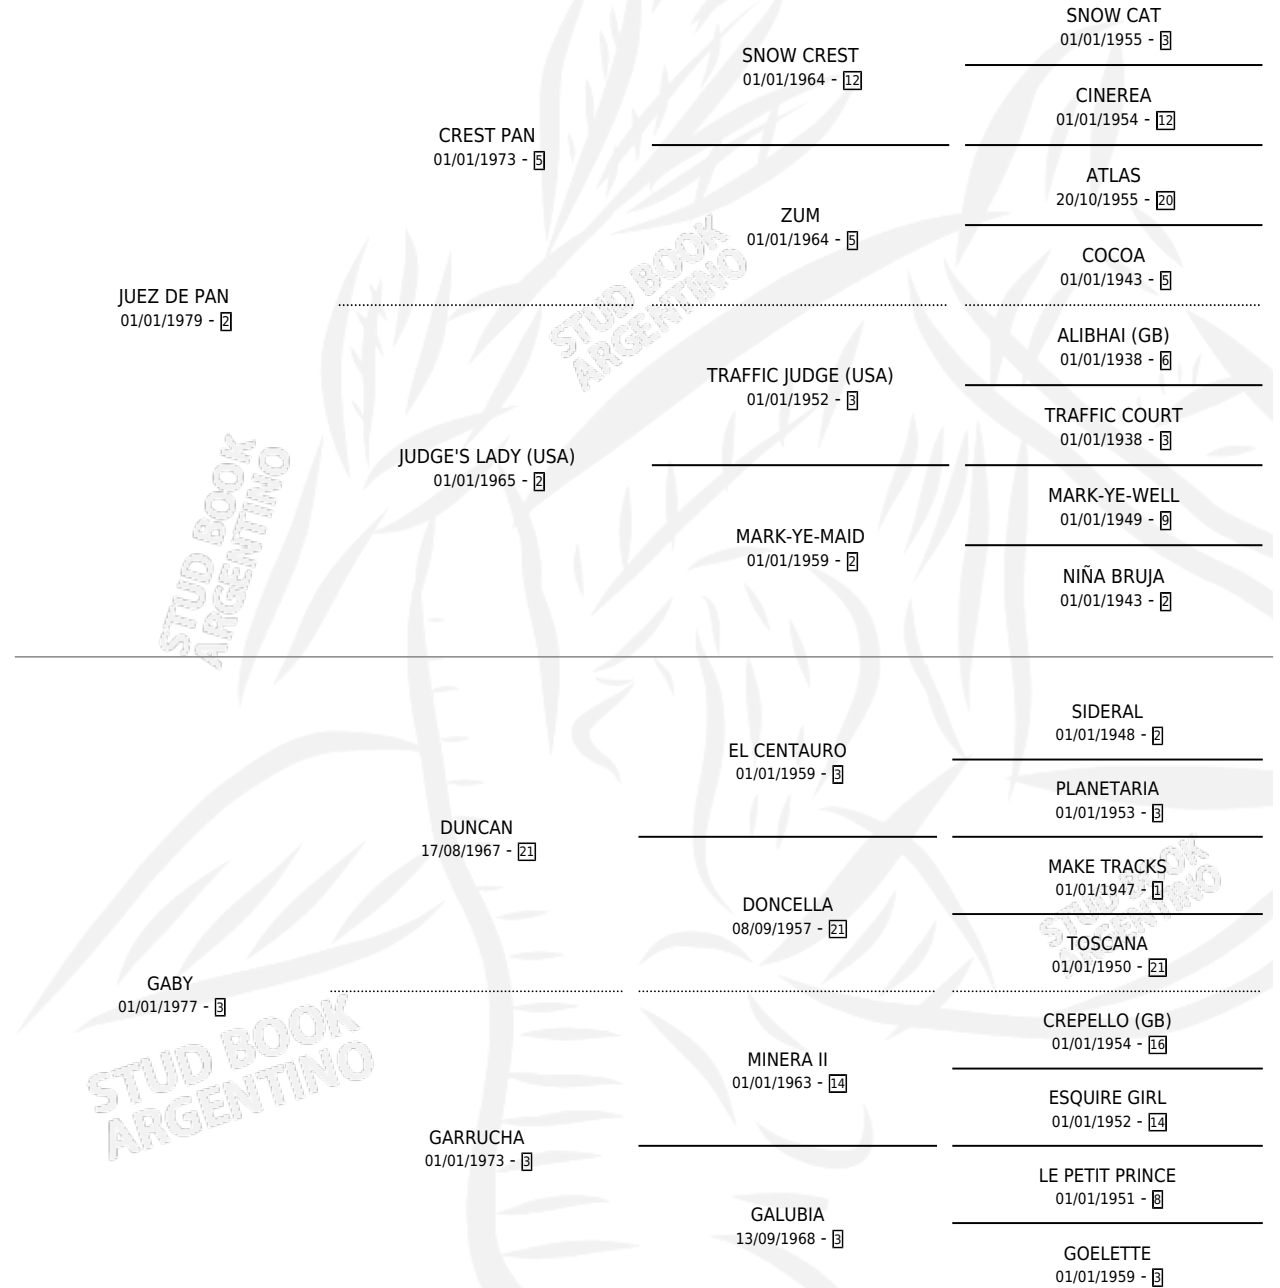 SNOW CAT
01/01/1955 - 3
SNOW CREST
01/01/1964 - 12
CINEREA
01/01/1954 - 12
CREST PAN
01/01/1973 - 5
ATLAS
20/10/1955 - 20
ZUM
01/01/1964 - 5
COCOA
01/01/1943 - 5
JUEZ DE PAN
01/01/1979 - 2
ALIBHAI (GB)
01/01/1938 - 6
TRAFFIC JUDGE (USA)
01/01/1952 - 3
TRAFFIC COURT
01/01/1938 - 3
JUDGE'S LADY (USA)
01/01/1965 - 2
MARK-YE-WELL
01/01/1949 - 9
MARK-YE-MAID
01/01/1959 - 2
NIÑA BRUJA
01/01/1943 - 2
STUD BOOK
ARGENTINO
STUD BOOK
ARGENTINO
SIDERAL
01/01/1948 - 2
EL CENTAURO
01/01/1959 - 3
PLANETARIA
01/01/1953 - 3
DUNCAN
17/08/1967 - 21
MAKE TRACKS
01/01/1947 - 1
DONCELLA
08/09/1957 - 21
TOSCANA
01/01/1950 - 21
GABY
01/01/1977 - 3
CREPELLO (GB)
01/01/1954 - 16
MINERA II
01/01/1963 - 14
ESQUIRE GIRL
01/01/1952 - 14
GARRUCHA
01/01/1973 - 3
LE PETIT PRINCE
01/01/1951 - 8
GALUBIA
13/09/1968 - 3
GOELETTE
01/01/1959 - 3
STUD BOOK
ARGENTINO
STUD BOOK
ARGENTINO